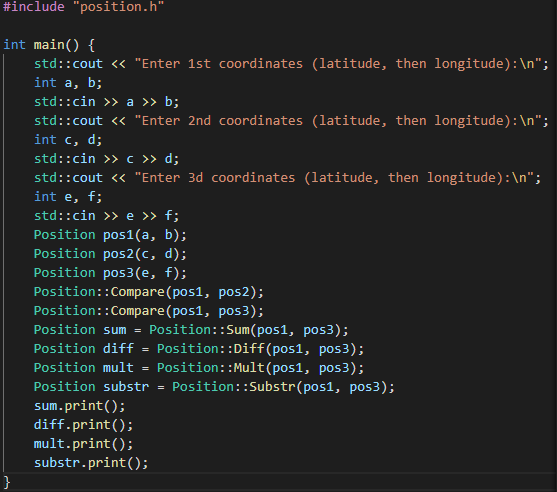 #include "position.h"
int main() {
std::cout << "Enter 1st coordinates (latitude, then longitude):\n";
int a, b;
std::cin >> a >> b;
std::cout << "Enter 2nd coordinates (latitude, then longitude):\n";
int c, d;
std::cin >> c >> d;
std::cout << "Enter 3d coordinates (latitude, then longitude):\n";
int e, f;
std::cin >> e >> f;
Position pos1(a, b);
Position pos2(c, d);
Position pos3(e, f);
Position::Compare(pos1, pos2);
Position::Compare(pos1, pos3);
Position sum = Position::Sum(pos1, pos3);
Position diff = Position::Diff(pos1, pos3);
Position mult = Position::Mult(pos1, pos3);
Position substr = Position::Substr(pos1, pos3);
sum.print();
diff.print();
mult.print();
substr.print();
}